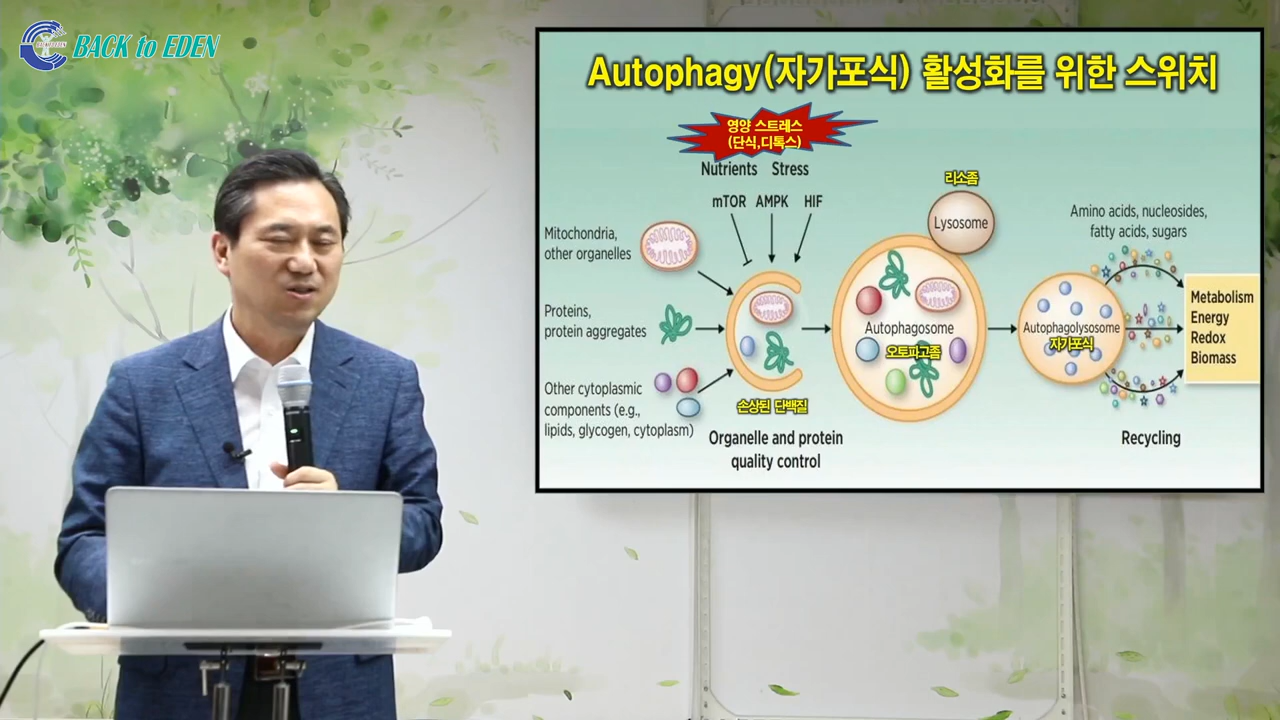 BACK to EDEN
Autophagy(자가포식) 활성화를 위한 스위치
영양 스트레스
(단식,디톡스)
Nutrients Stress
mTOR AMPK HIF
Mitochondria,
other organelles
Proteins,
protein aggregates
Other cytoplasmic
components (e.g.,
lipids, glycogen, cytoplasm)
손상된 단백질
Organelle and protein
quality control
리소좀
Lysosome
Autophagosome
오토파고좀
Autophagolysosome
자가포식
Amino acids, nucleosides,
fatty acids, sugars
Metabolism
Energy
Redox
Biomass
Recycling